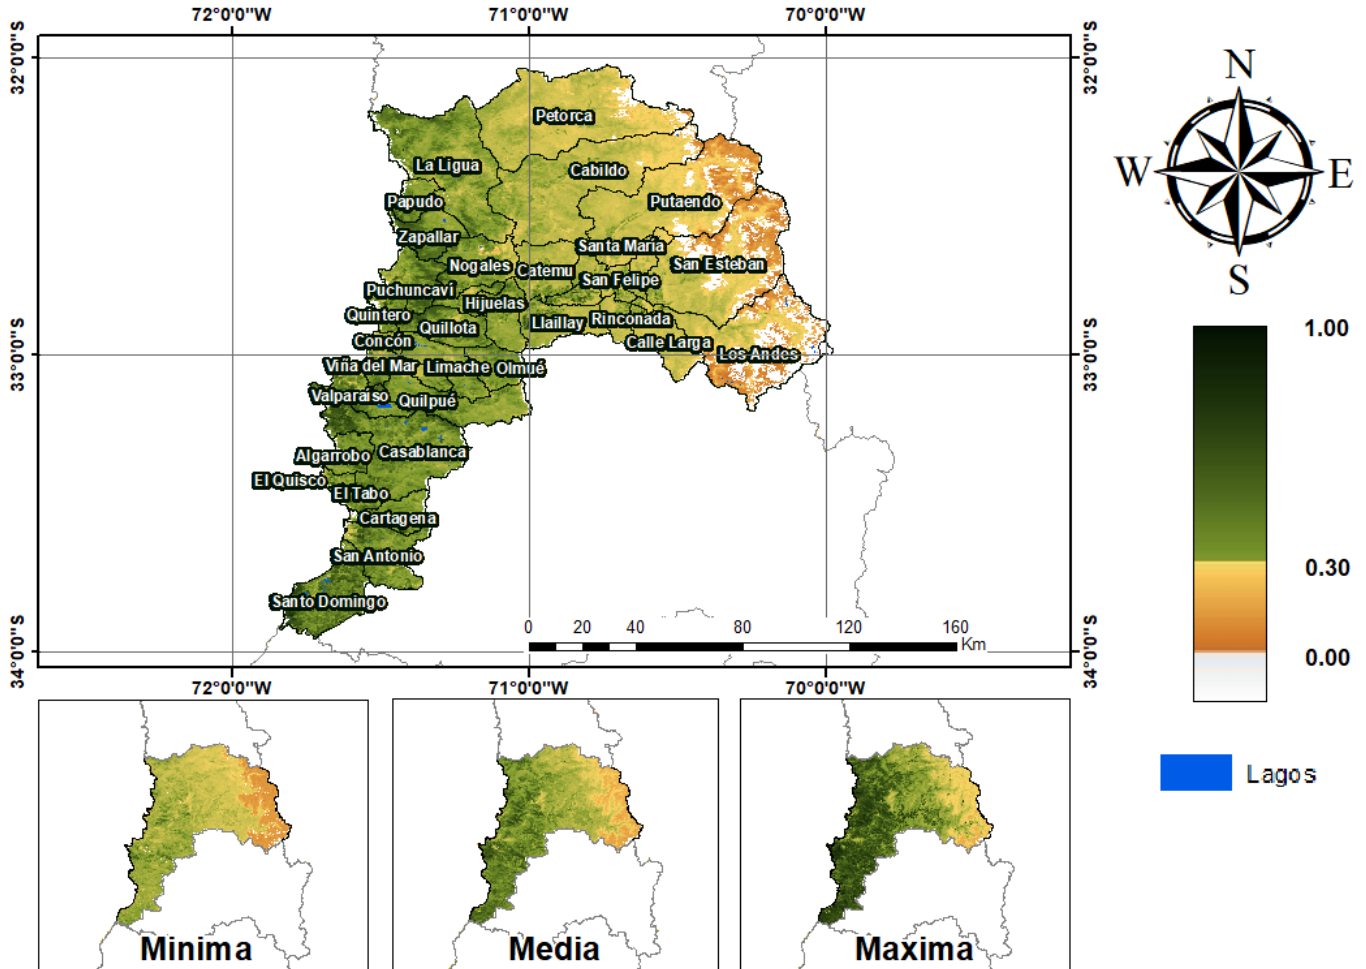 72°0'0"W 71°0'0"W 70°0'0"W
32°0'0"S 32°0'0"S
33°0'0"S 33°0'0"S
34°0'0"S 34°0'0"S
Petorca
La Ligua
Cabildo
Papudo
Putaendo
Zapallar
Santa María
Nogales
Catemu
San Esteban
San Felipe
Puchuncaví
Hijuelas
Quintero
Quillota
Llaillay
Rinconada
Concón
Calle Larga
Los Andes
Viña del Mar
Limache
Olmué
Valparaíso
Quilpué
Algarrobo
Casablanca
El Quisco
El Tabo
Cartagena
San Antonio
Santo Domingo
0 20 40 80 120 160
Km
72°0'0"W 71°0'0"W 70°0'0"W
N
W E
S
1.00
0.30
0.00
Lagos
Minima
Media
Maxima